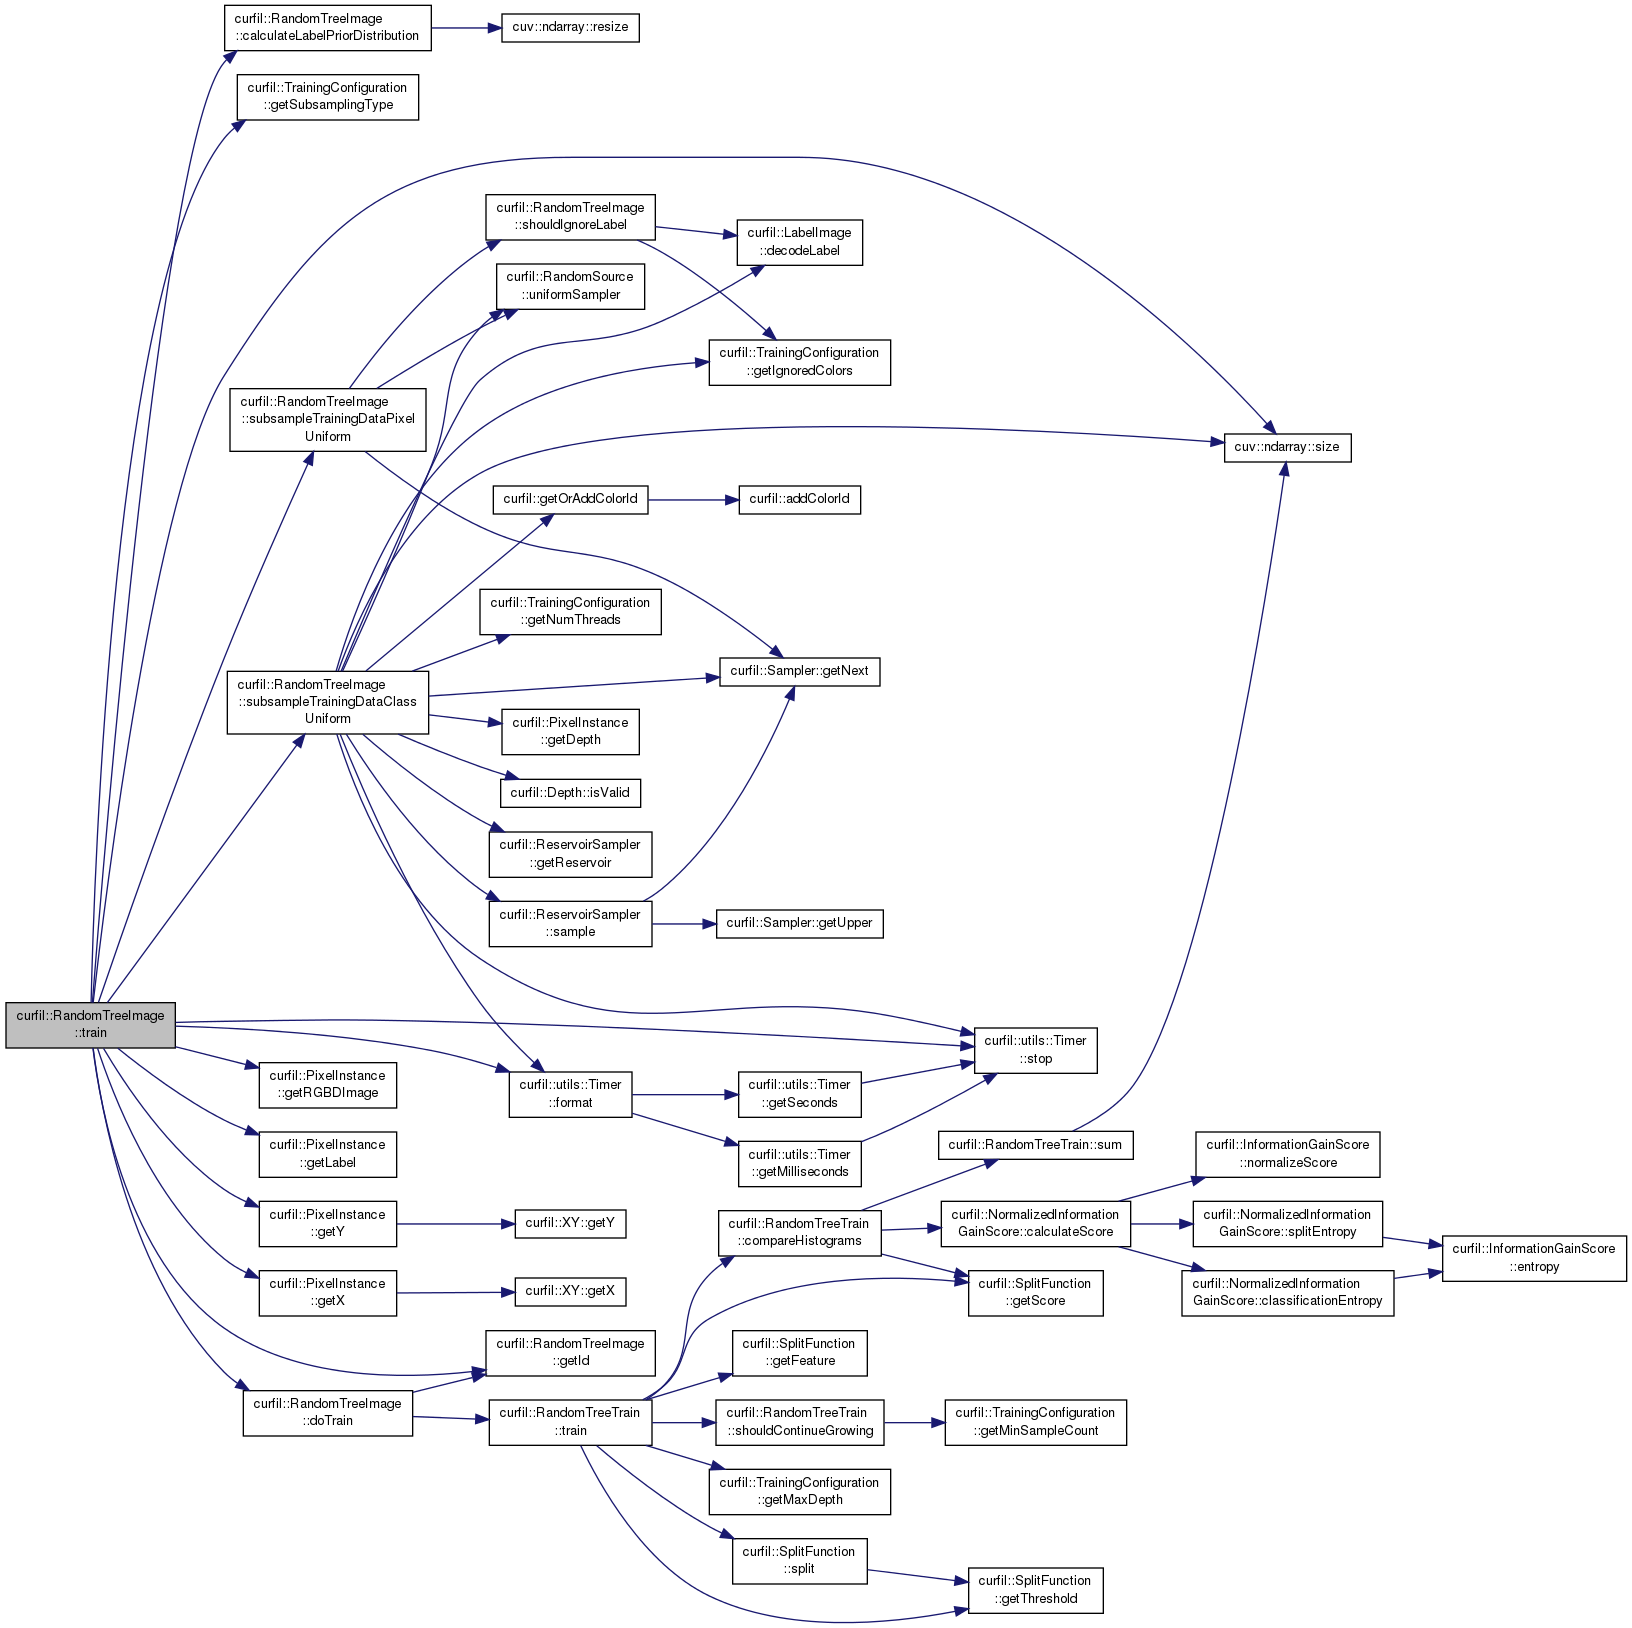 curfil::RandomTreeImage
::calculateLabelPriorDistribution
cuv::ndarray::resize
curfil::TrainingConfiguration
::getSubsamplingType
curfil::RandomTreeImage
::shouldIgnoreLabel
curfil::LabelImage
::decodeLabel
curfil::RandomSource
::uniformSampler
curfil::TrainingConfiguration
::getIgnoredColors
curfil::RandomTreeImage
::subsampleTrainingDataPixel
Uniform
cuv::ndarray::size
curfil::getOrAddColorId
curfil::addColorId
curfil::TrainingConfiguration
::getNumThreads
curfil::Sampler::getNext
curfil::RandomTreeImage
::subsampleTrainingDataClass
Uniform
curfil::PixelInstance
::getDepth
curfil::Depth::isValid
curfil::ReservoirSampler
::getReservoir
curfil::ReservoirSampler
::sample
curfil::Sampler::getUpper
curfil::RandomTreeImage
::train
curfil::utils::Timer
::stop
curfil::PixelInstance
::getRGBDImage
curfil::utils::Timer
::format
curfil::utils::Timer
::getSeconds
curfil::PixelInstance
::getLabel
curfil::utils::Timer
::getMilliseconds
curfil::RandomTreeTrain::sum
curfil::InformationGainScore
::normalizeScore
curfil::PixelInstance
::getY
curfil::XY::getY
curfil::RandomTreeTrain
::compareHistograms
curfil::NormalizedInformation
GainScore::calculateScore
curfil::NormalizedInformation
GainScore::splitEntropy
curfil::InformationGainScore
::entropy
curfil::PixelInstance
::getX
curfil::XY::getX
curfil::SplitFunction
::getScore
curfil::NormalizedInformation
GainScore::classificationEntropy
curfil::RandomTreeImage
::getId
curfil::SplitFunction
::getFeature
curfil::RandomTreeImage
::doTrain
curfil::RandomTreeTrain
::train
curfil::RandomTreeTrain
::shouldContinueGrowing
curfil::TrainingConfiguration
::getMinSampleCount
curfil::TrainingConfiguration
::getMaxDepth
curfil::SplitFunction
::split
curfil::SplitFunction
::getThreshold